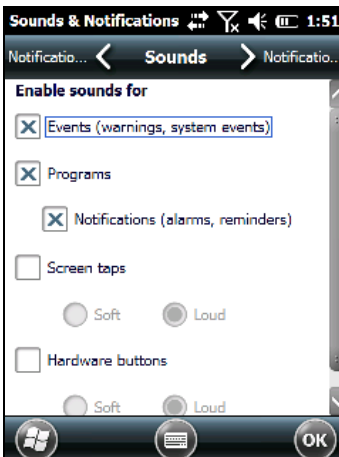 Sounds & Notifications 1:51
Notificatio... Sounds Notificatio..
Enable sounds for
Events (warnings, system events)
Programs
Notifications (alarms, reminders)
Screen taps
Soft Loud
Hardware buttons
Soft Loud
OK